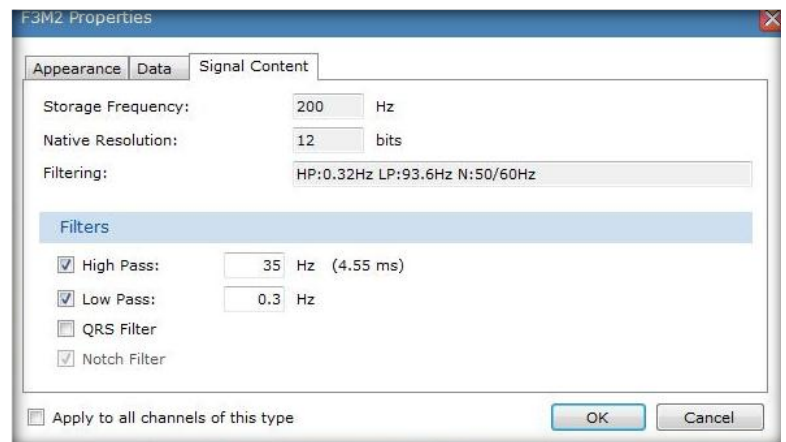 F3M2 Properties
Appearance Data Signal Content
Storage Frequency: 200 Hz
Native Resolution: 12 bits
Filtering: HP:0.32Hz LP:93.6Hz N:50/60Hz
Filters
High Pass: 35 Hz (4.55 ms)
Low Pass: 0.3 Hz
QRS Filter
Notch Filter
Apply to all channels of this type OK Cancel